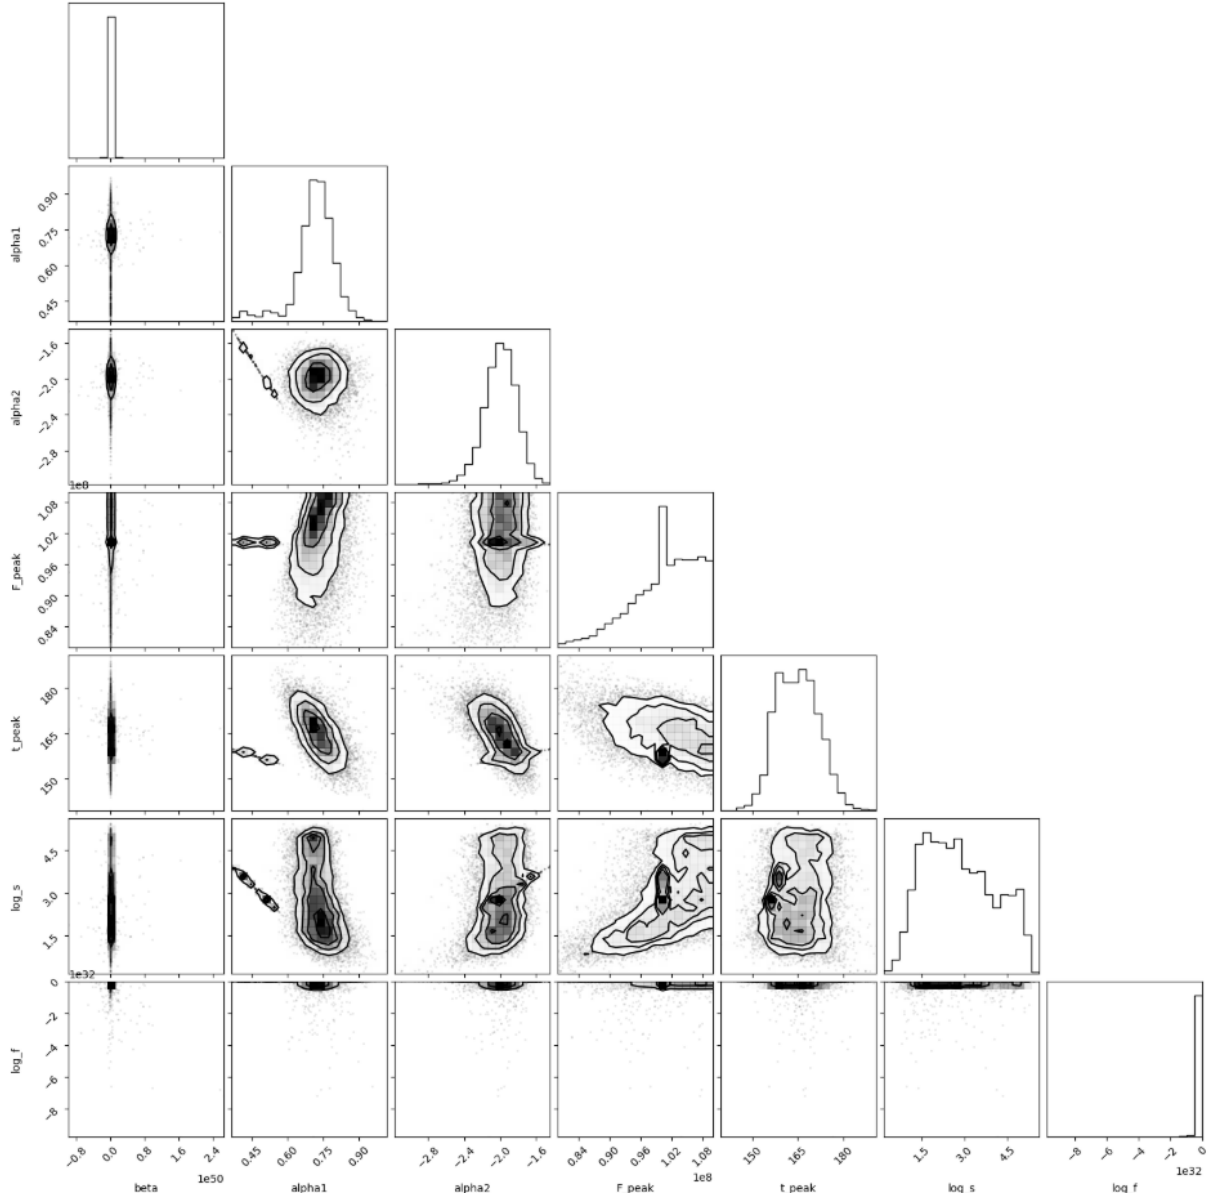 alpha1
0.90
0.75
0.60
0.45
alpha2
−1.6
−2.0
−2.4
−2.8
1e8
F_peak
1.08
1.02
0.96
0.90
0.84
t_peak
180
165
150
log_s
4.5
3.0
1.5
1e32
log_f
0
−2
−4
−6
−8
−0.8 0.0 0.8 1.6 2.4 0.45 0.60 0.75 0.90 −2.8 −2.4 −2.0 −1.6 0.84 0.90 0.96 1.02 1.08 150 165 180 1.5 3.0 4.5 −8 −6 −4 −2 0
1e50 1e8 1e32
beta alpha1 alpha2 F_peak t_peak log_s log_f